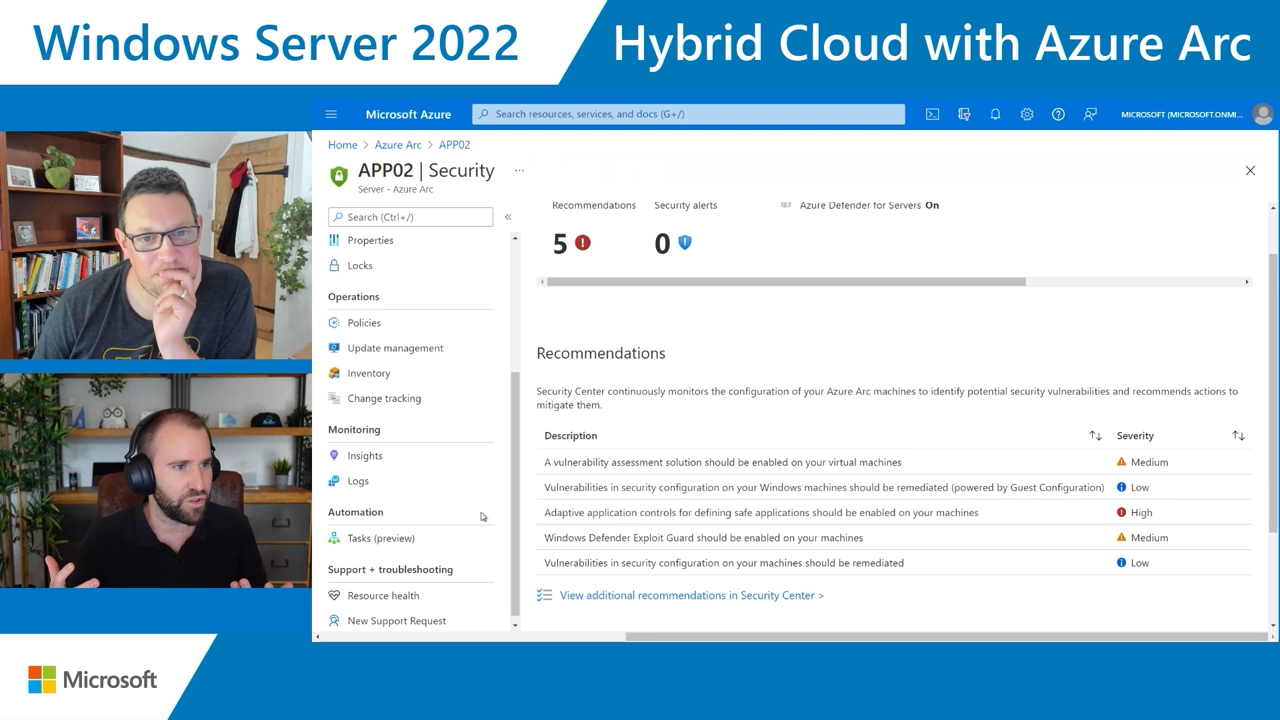 Windows Server 2022
Hybrid Cloud with Azure Arc
Microsoft Azure
Search resources, services, and docs (G+/)
MICROSOFT (MICROSOFT.ONMI...
Home > Azure Arc > APP02
APP02 | Security ...
Server - Azure Arc
Search (Ctrl+/)
«
Properties
Locks
Operations
Policies
Update management
Inventory
Change tracking
Monitoring
Insights
Logs
Automation
Tasks (preview)
Support + troubleshooting
Resource health
New Support Request
Recommendations
Security alerts
Azure Defender for Servers On
5
0
Recommendations
Security Center continuously monitors the configuration of your Azure Arc machines to identify potential security vulnerabilities and recommends actions to
mitigate them.
Description
Severity
A vulnerability assessment solution should be enabled on your virtual machines
Medium
Vulnerabilities in security configuration on your Windows machines should be remediated (powered by Guest Configuration)
Low
Adaptive application controls for defining safe applications should be enabled on your machines
High
Windows Defender Exploit Guard should be enabled on your machines
Medium
Vulnerabilities in security configuration on your machines should be remediated
Low
View additional recommendations in Security Center >
Microsoft